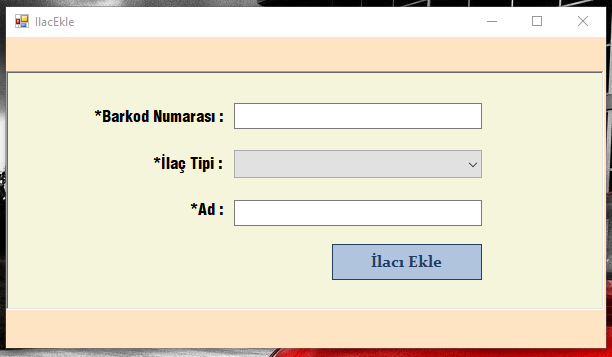 IlacEkle
*Barkod Numarası :
*İlaç Tipi :
*Ad :
İlacı Ekle